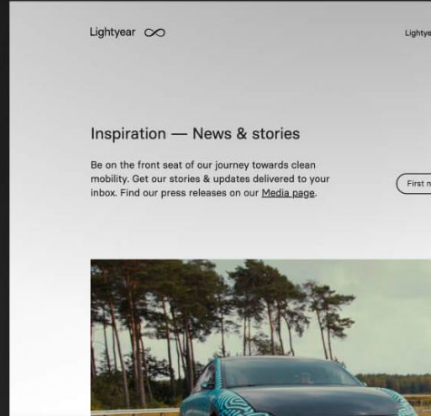 Lightyear
Lightye
Inspiration — News & stories
Be on the front seat of our journey towards clean
mobility. Get our stories & updates delivered to your
inbox. Find our press releases on our Media page.
First n